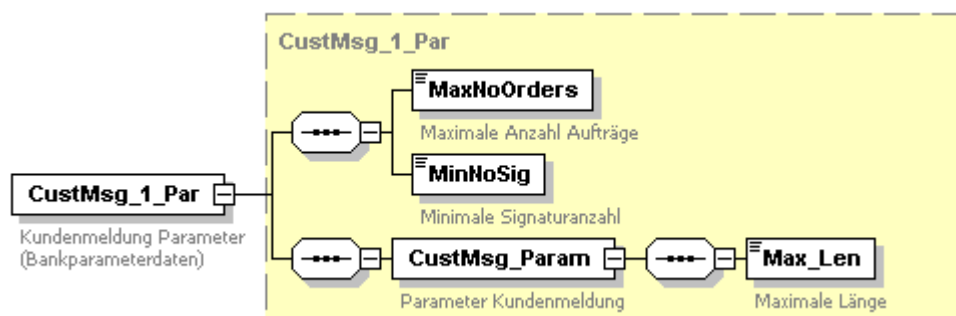 CustMsg_1_Par
MaxNoOrders
Maximale Anzahl Aufträge
MinNoSig
Minimale Signaturanzahl
CustMsg_1_Par
Kundenmeldung Parameter
(Bankparameterdaten)
CustMsg_Param
Parameter Kundenmeldung
Max_Len
Maximale Länge